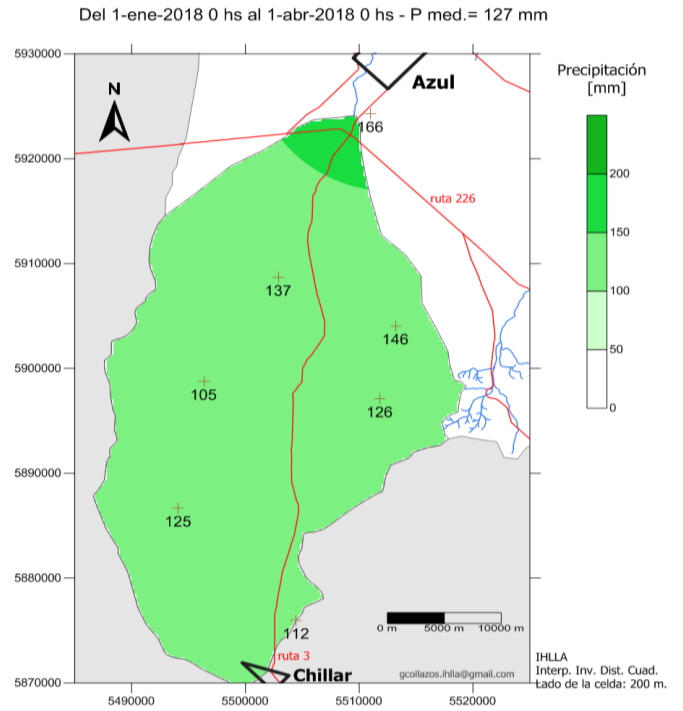 Del 1-ene-2018 0 hs al 1-abr-2018 0 hs - P med.= 127 mm
5930000
5920000
5910000
5900000
5890000
5880000
5870000
5490000
5500000
5510000
5520000
N
Azul
166
ruta 226
137
146
105
126
125
112
ruta 3
Chillar
0 m
5000 m
10000 m
gcollazos.ihlla@gmail.com
Precipitación
[mm]
200
150
100
50
0
IHLLA
Interp. Inv. Dist. Cuad.
Lado de la celda: 200 m.